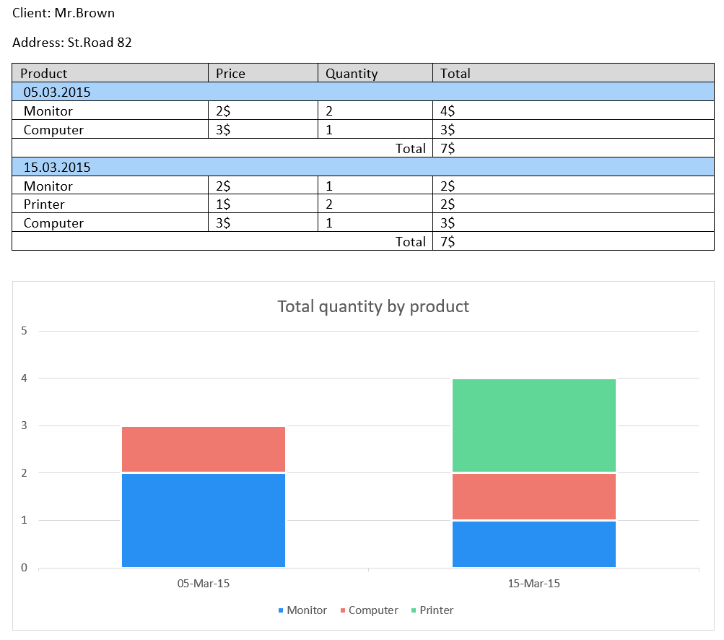 Client: Mr.Brown
Address: St.Road 82
Product Price Quantity Total
05.03.2015
Monitor 2$ 2 4$
Computer 3$ 1 3$
Total 7$
15.03.2015
Monitor 2$ 1 2$
Printer 1$ 2 2$
Computer 3$ 1 3$
Total 7$
Total quantity by product
5
4
3
2
1
0
05-Mar-15 15-Mar-15
Monitor Computer Printer